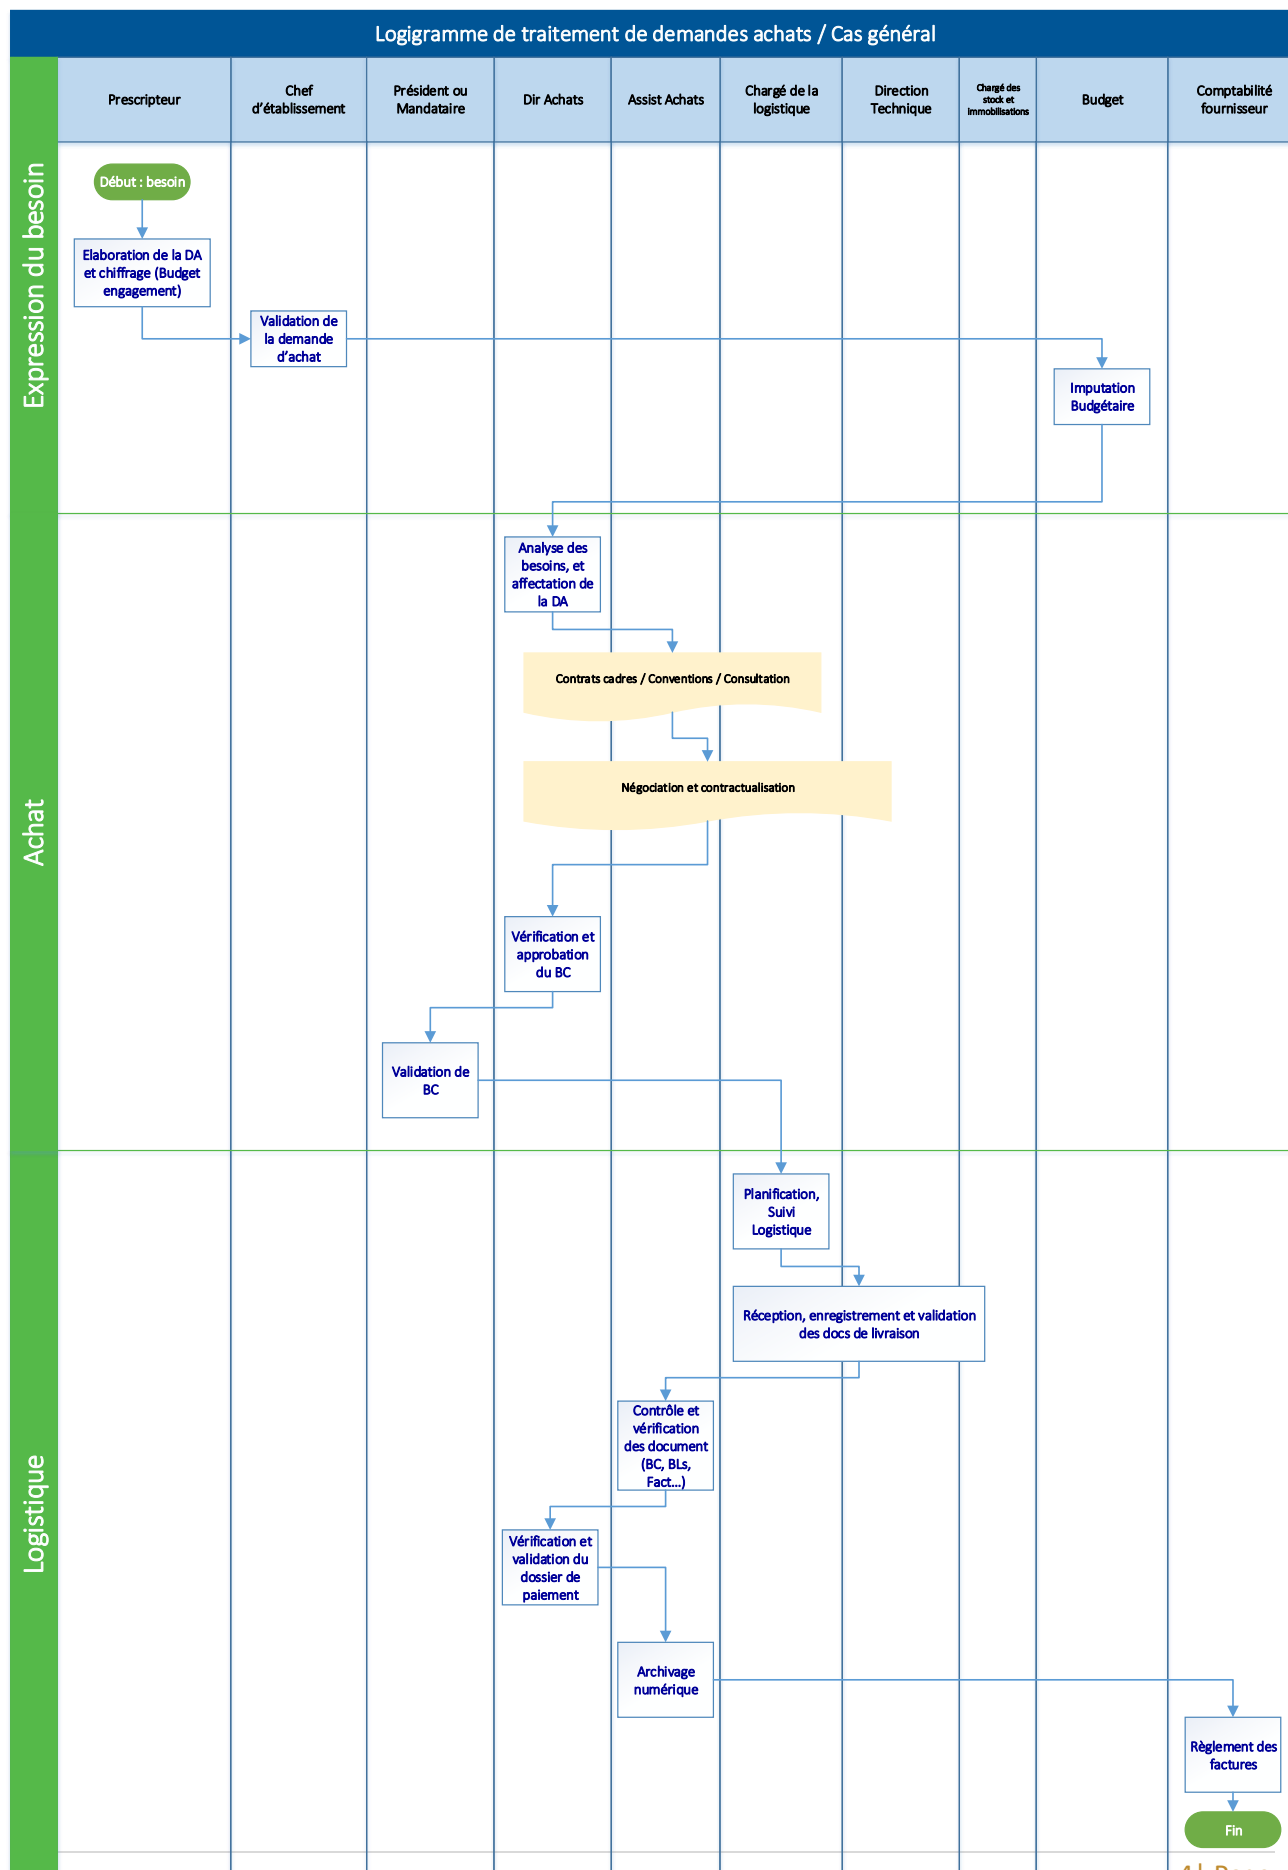 Logigramme de traitement de demandes achats / Cas général
Prescripteur
Chef
d'établissement
Président ou
Mandataire
Dir Achats
Assist Achats
Chargé de la
logistique
Direction
Technique
Chargé des
stock et
immobilisations
Budget
Comptabilité
fournisseur
Expression du besoin
Début : besoin
Elaboration de la DA
et chiffrage (Budget
engagement)
Validation de
la demande
d'achat
Imputation
Budgétaire
Achat
Analyse des
besoins, et
affectation de
la DA
Contrats cadres / Conventions / Consultation
Négociation et contractualisation
Vérification et
approbation
du BC
Validation de
BC
Logistique
Planification,
Suivi
Logistique
Réception, enregistrement et validation
des docs de livraison
Contrôle et
vérification
des document
(BC, BLs,
Fact...)
Vérification et
validation du
dossier de
paiement
Archivage
numérique
Règlement des
factures
Fin